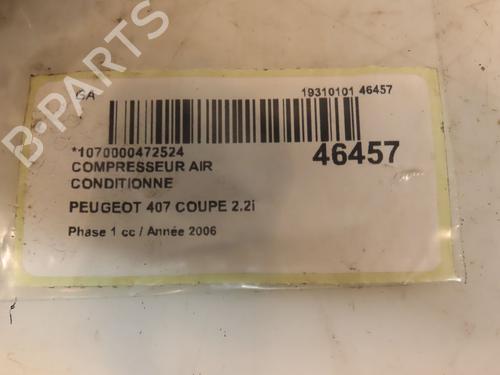 GA
19310101 46457
*1070000472524
46457
COMPRESSEUR AIR
CONDITIONNE
PEUGEOT 407 COUPE 2.2i
Phase 1 cc / Année 2006
B-PARTS